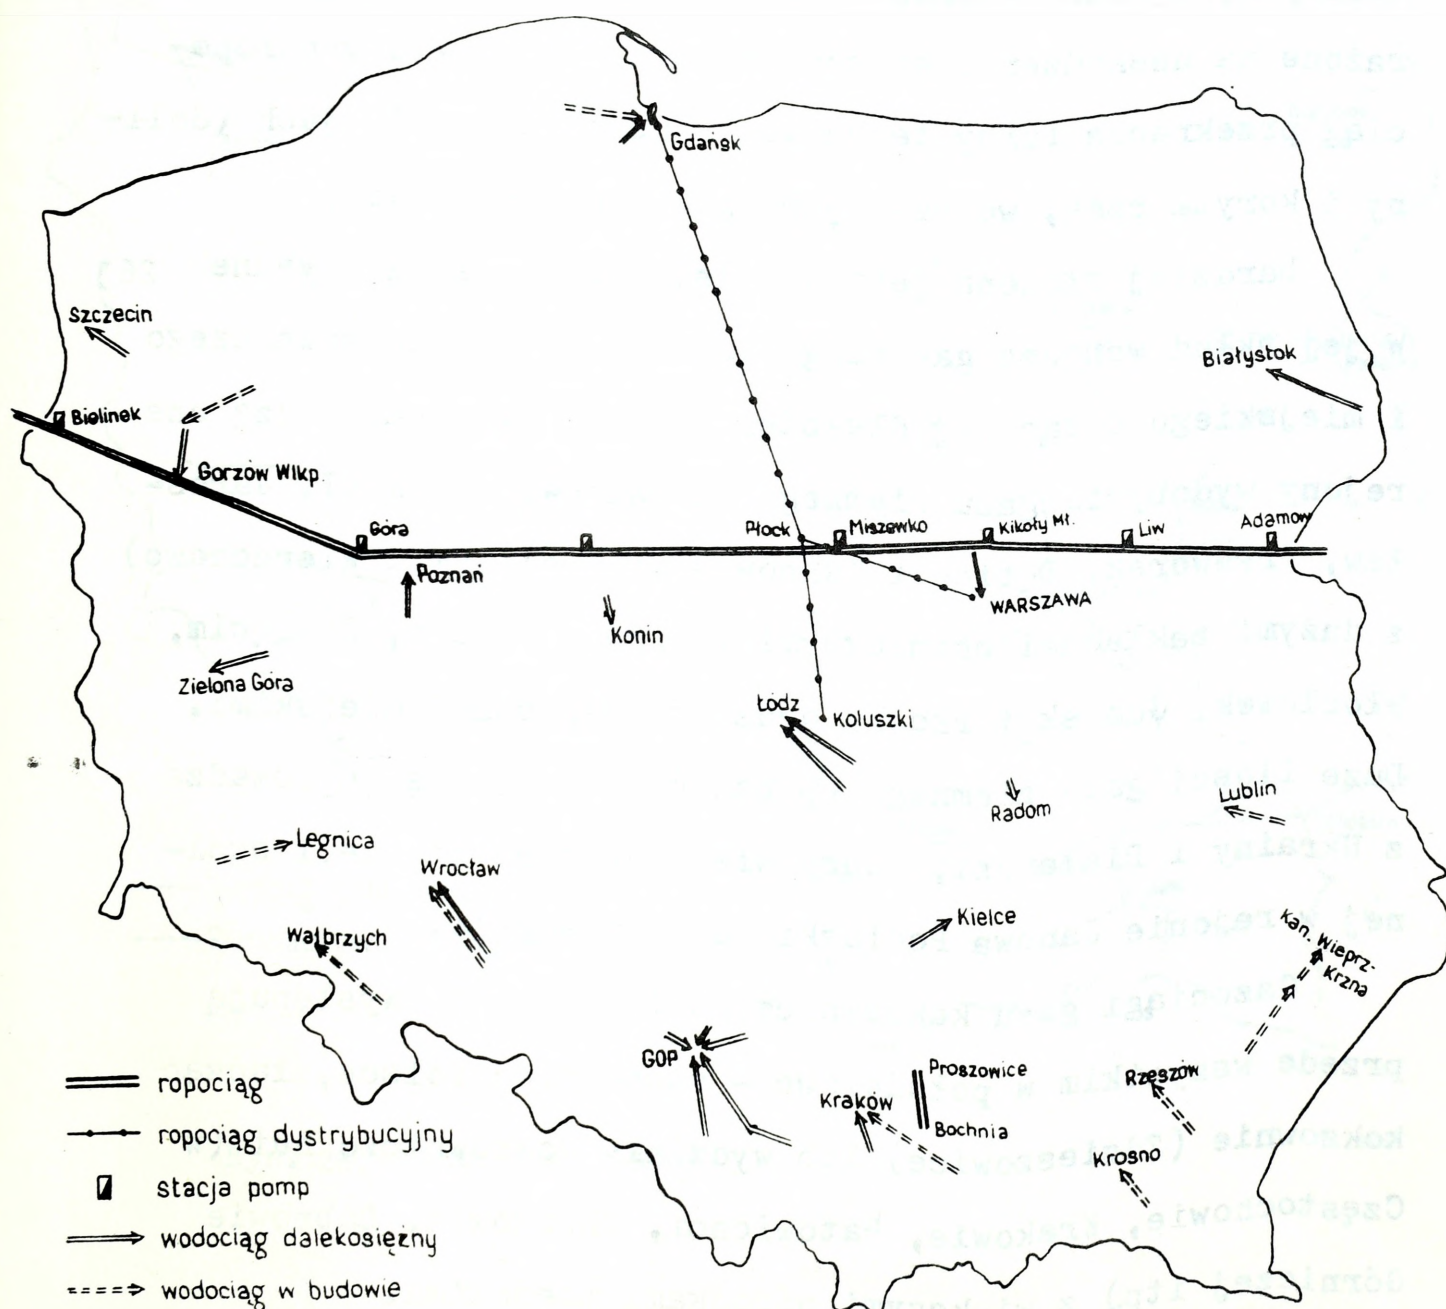 Gdańsk
Szczecin
Białystok
Bielinek
Gorzów Wlkp.
Góra
Płock
Miszewko
Kikoły Mł.
Liw
Adamow
Poznań
WARSZAWA
Konin
Zielona Góra
Łódz
Koluszki
Radom
Lublin
Legnica
Wrocław
Kielce
Wałbrzych
Kan. Wieprz-
Krzna
GOP
Proszowice
Rzeszów
Kraków
Bochnia
Krosno
ropociąg
ropociąg dystrybucyjny
stacja pomp
wodociąg dalekosiężny
wodociąg w budowie